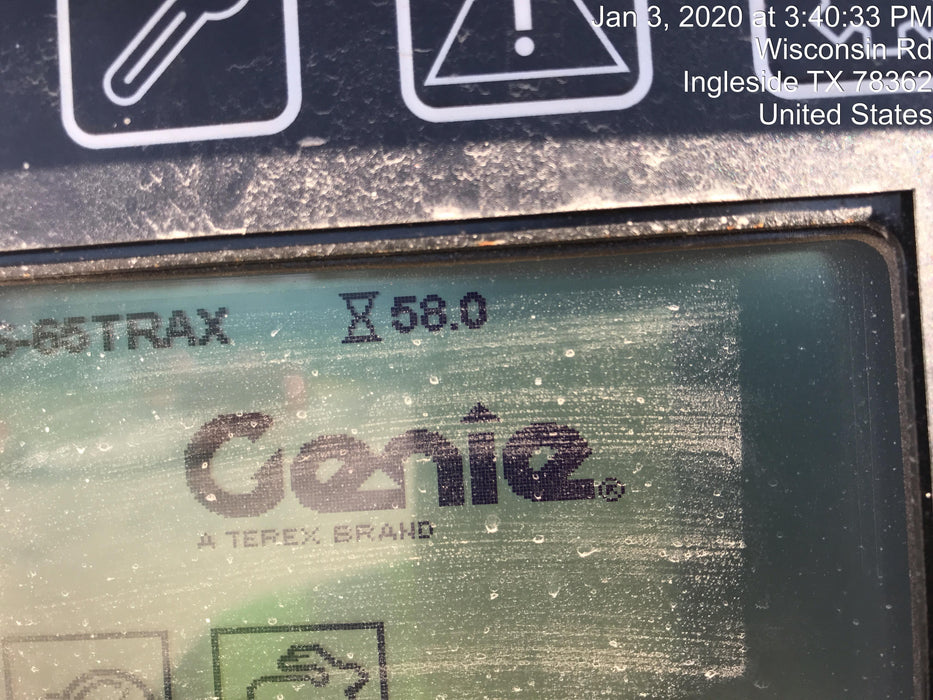 Jan 3, 2020 at 3:40:33 PM
Wisconsin Rd
Ingleside TX 78362
United States
S-65TRAX 58.0
Genie®
A TEREX BRAND